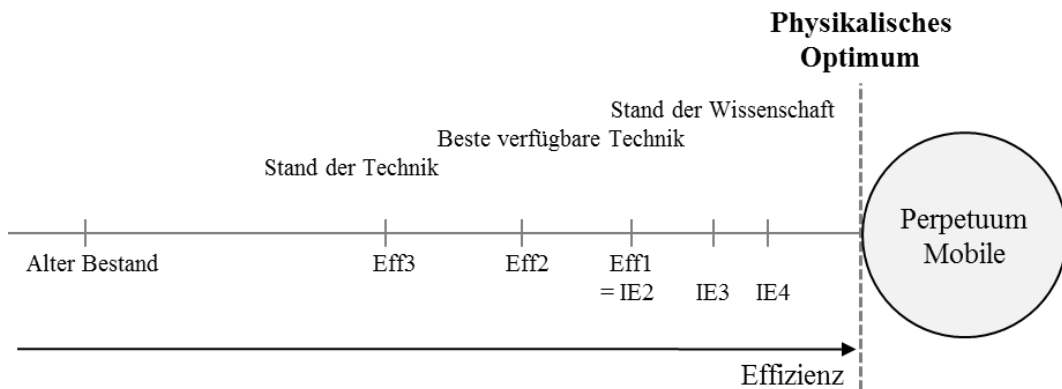 Physikalisches
Optimum
Stand der Wissenschaft
Beste verfügbare Technik
Stand der Technik
Perpetuum
Mobile
Alter Bestand
Eff3
Eff2
Eff1
= IE2
IE3
IE4
Effizienz